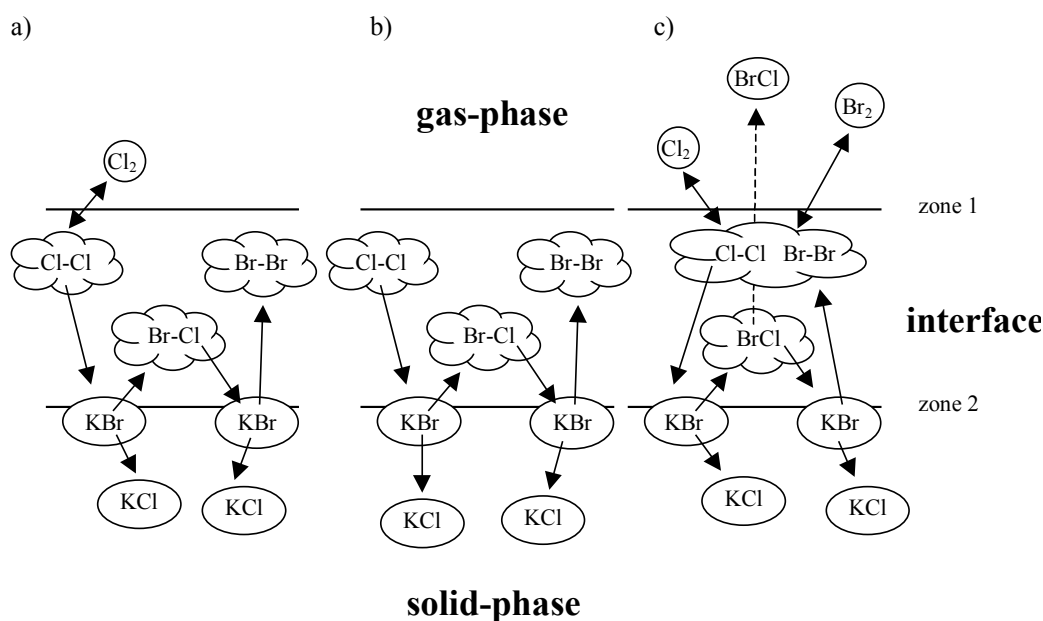 a)
b)
c)
gas-phase
BrCl
Br2
Cl2
Cl2
zone 1
Cl-Cl
Br-Br
Cl-Cl
Br-Br
Cl-Cl Br-Br
Br-Cl
Br-Cl
BrCl
interface
zone 2
KBr
KBr
KBr
KBr
KBr
KBr
KCl
KCl
KCl
KCl
KCl
KCl
solid-phase